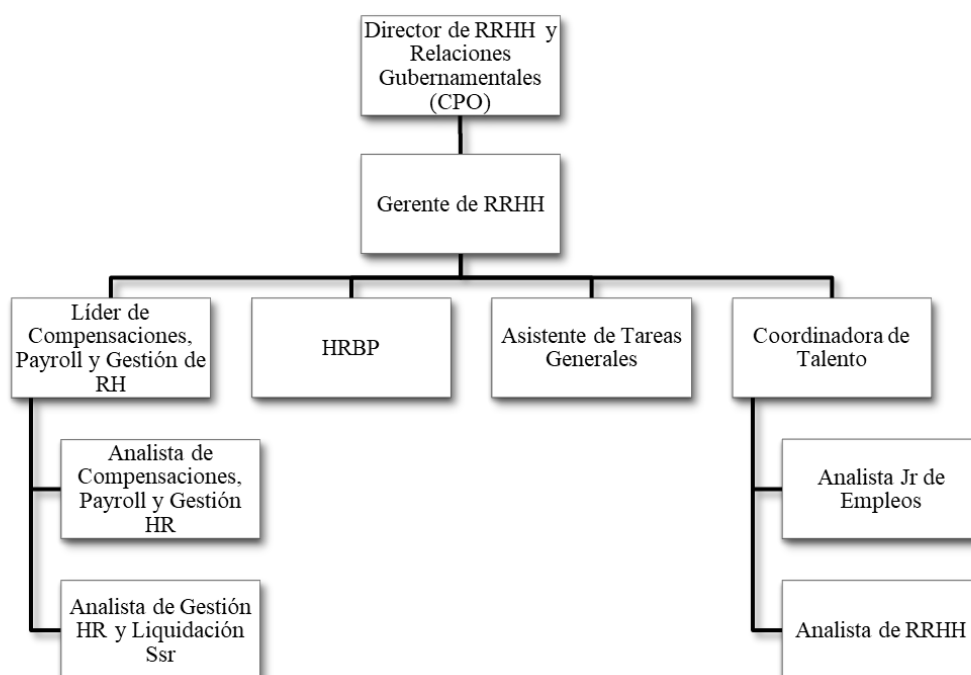 Director de RRHH y
Relaciones
Gubernamentales
(CPO)
Gerente de RRHH
Líder de
Compensaciones,
Payroll y Gestión de
RH
HRBP
Asistente de Tareas
Generales
Coordinadora de
Talento
Analista de
Compensaciones,
Payroll y Gestión
HR
Analista de Gestión
HR y Liquidación
Ssr
Analista Jr de
Empleos
Analista de RRHH